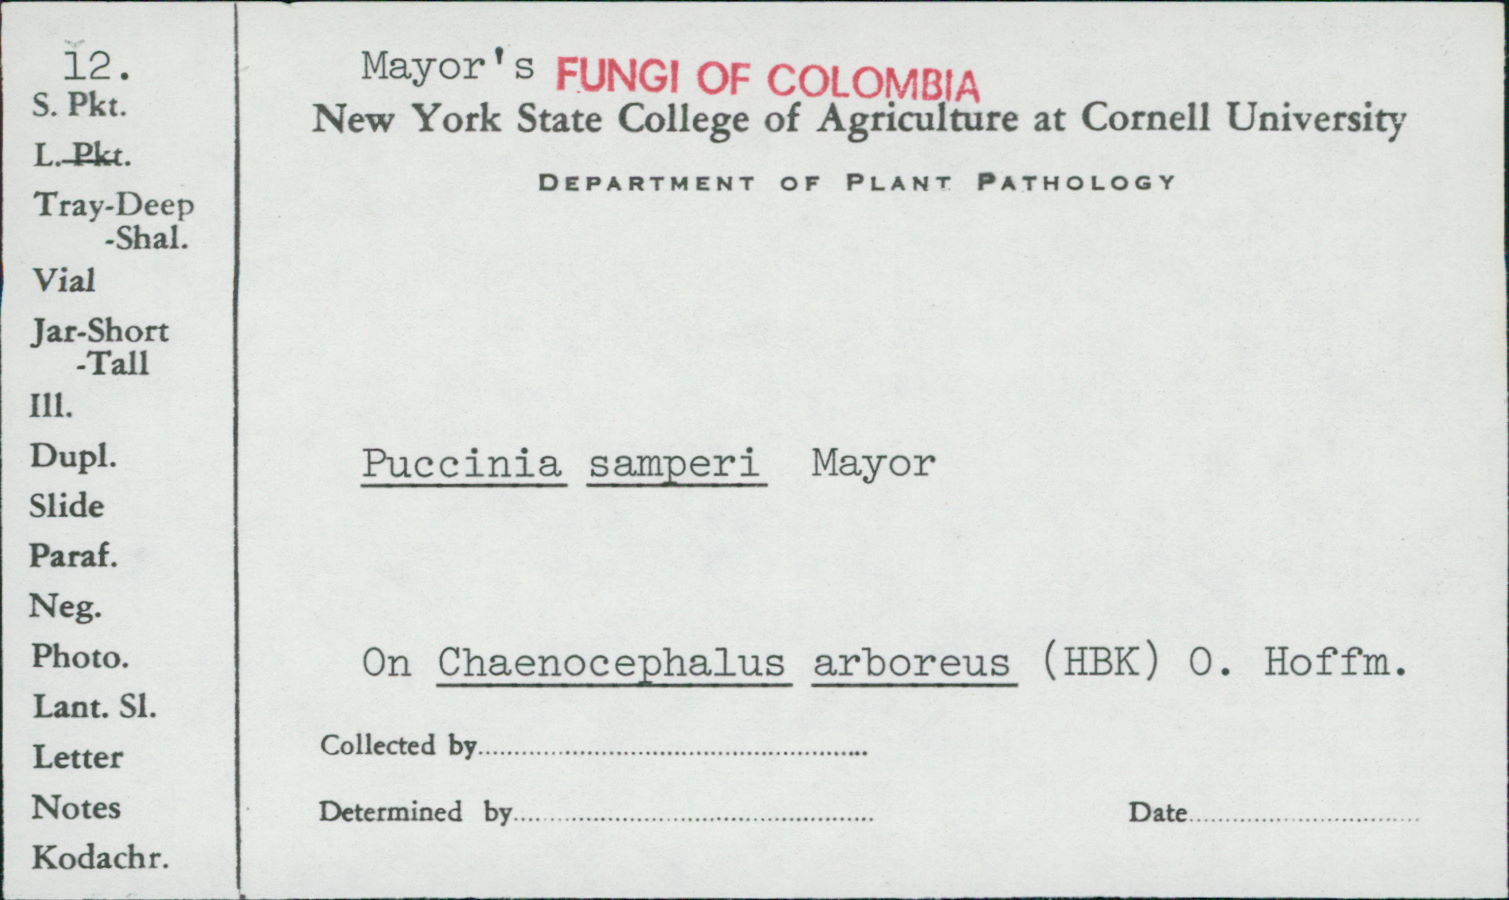 12.
S. Pkt.
L. Pkt.
Tray-Deep
-Shal.
Vial
Jar-Short
-Tall
Ill.
Dupl.
Slide
Paraf.
Neg.
Photo.
Lant. Sl.
Letter
Notes
Kodachr.
Mayor's FUNGI OF COLOMBIA
New York State College of Agriculture at Cornell University
DEPARTMENT OF PLANT PATHOLOGY
Puccinia samperi Mayor
On Chaenocephalus arboreus (HBK) O. Hoffm.
Collected by
Determined by
Date